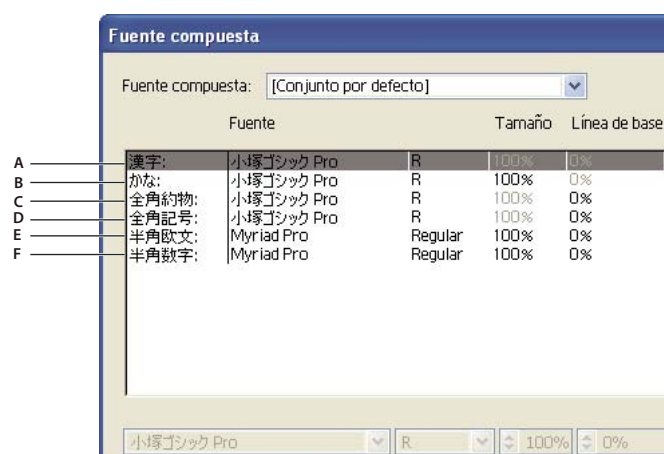 Fuente compuesta
Fuente compuesta: [Conjunto por defecto]
Fuente Tamaño Línea de base
A 漢字: 小塚ゴシック Pro R 100% 0%
B かな: 小塚ゴシック Pro R 100% 0%
C 全角約物: 小塚ゴシック Pro R 100% 0%
D 全角記号: 小塚ゴシック Pro R 100% 0%
E 半角欧文: Myriad Pro Regular 100% 0%
F 半角数字: Myriad Pro Regular 100% 0%
小塚ゴシック Pro R 100% 0%